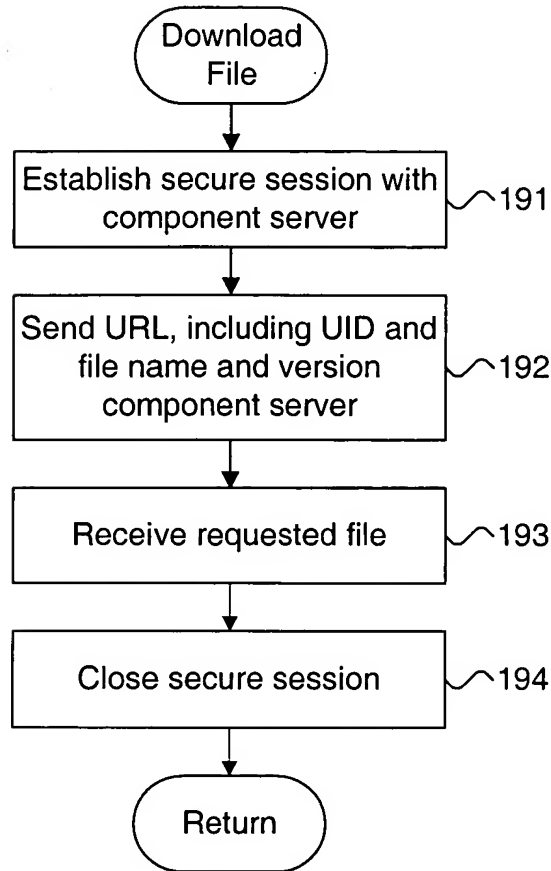 Download
File
Establish secure session with
component server
191
Send URL, including UID and
file name and version
component server
192
Receive requested file
193
Close secure session
194
Return